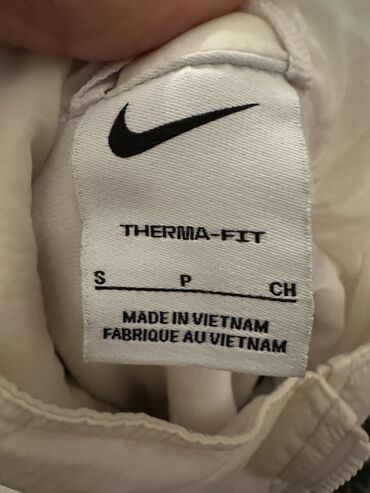 THERMA-FIT
S P CH
MADE IN VIETNAM
FABRIQUE AU VIETNAM